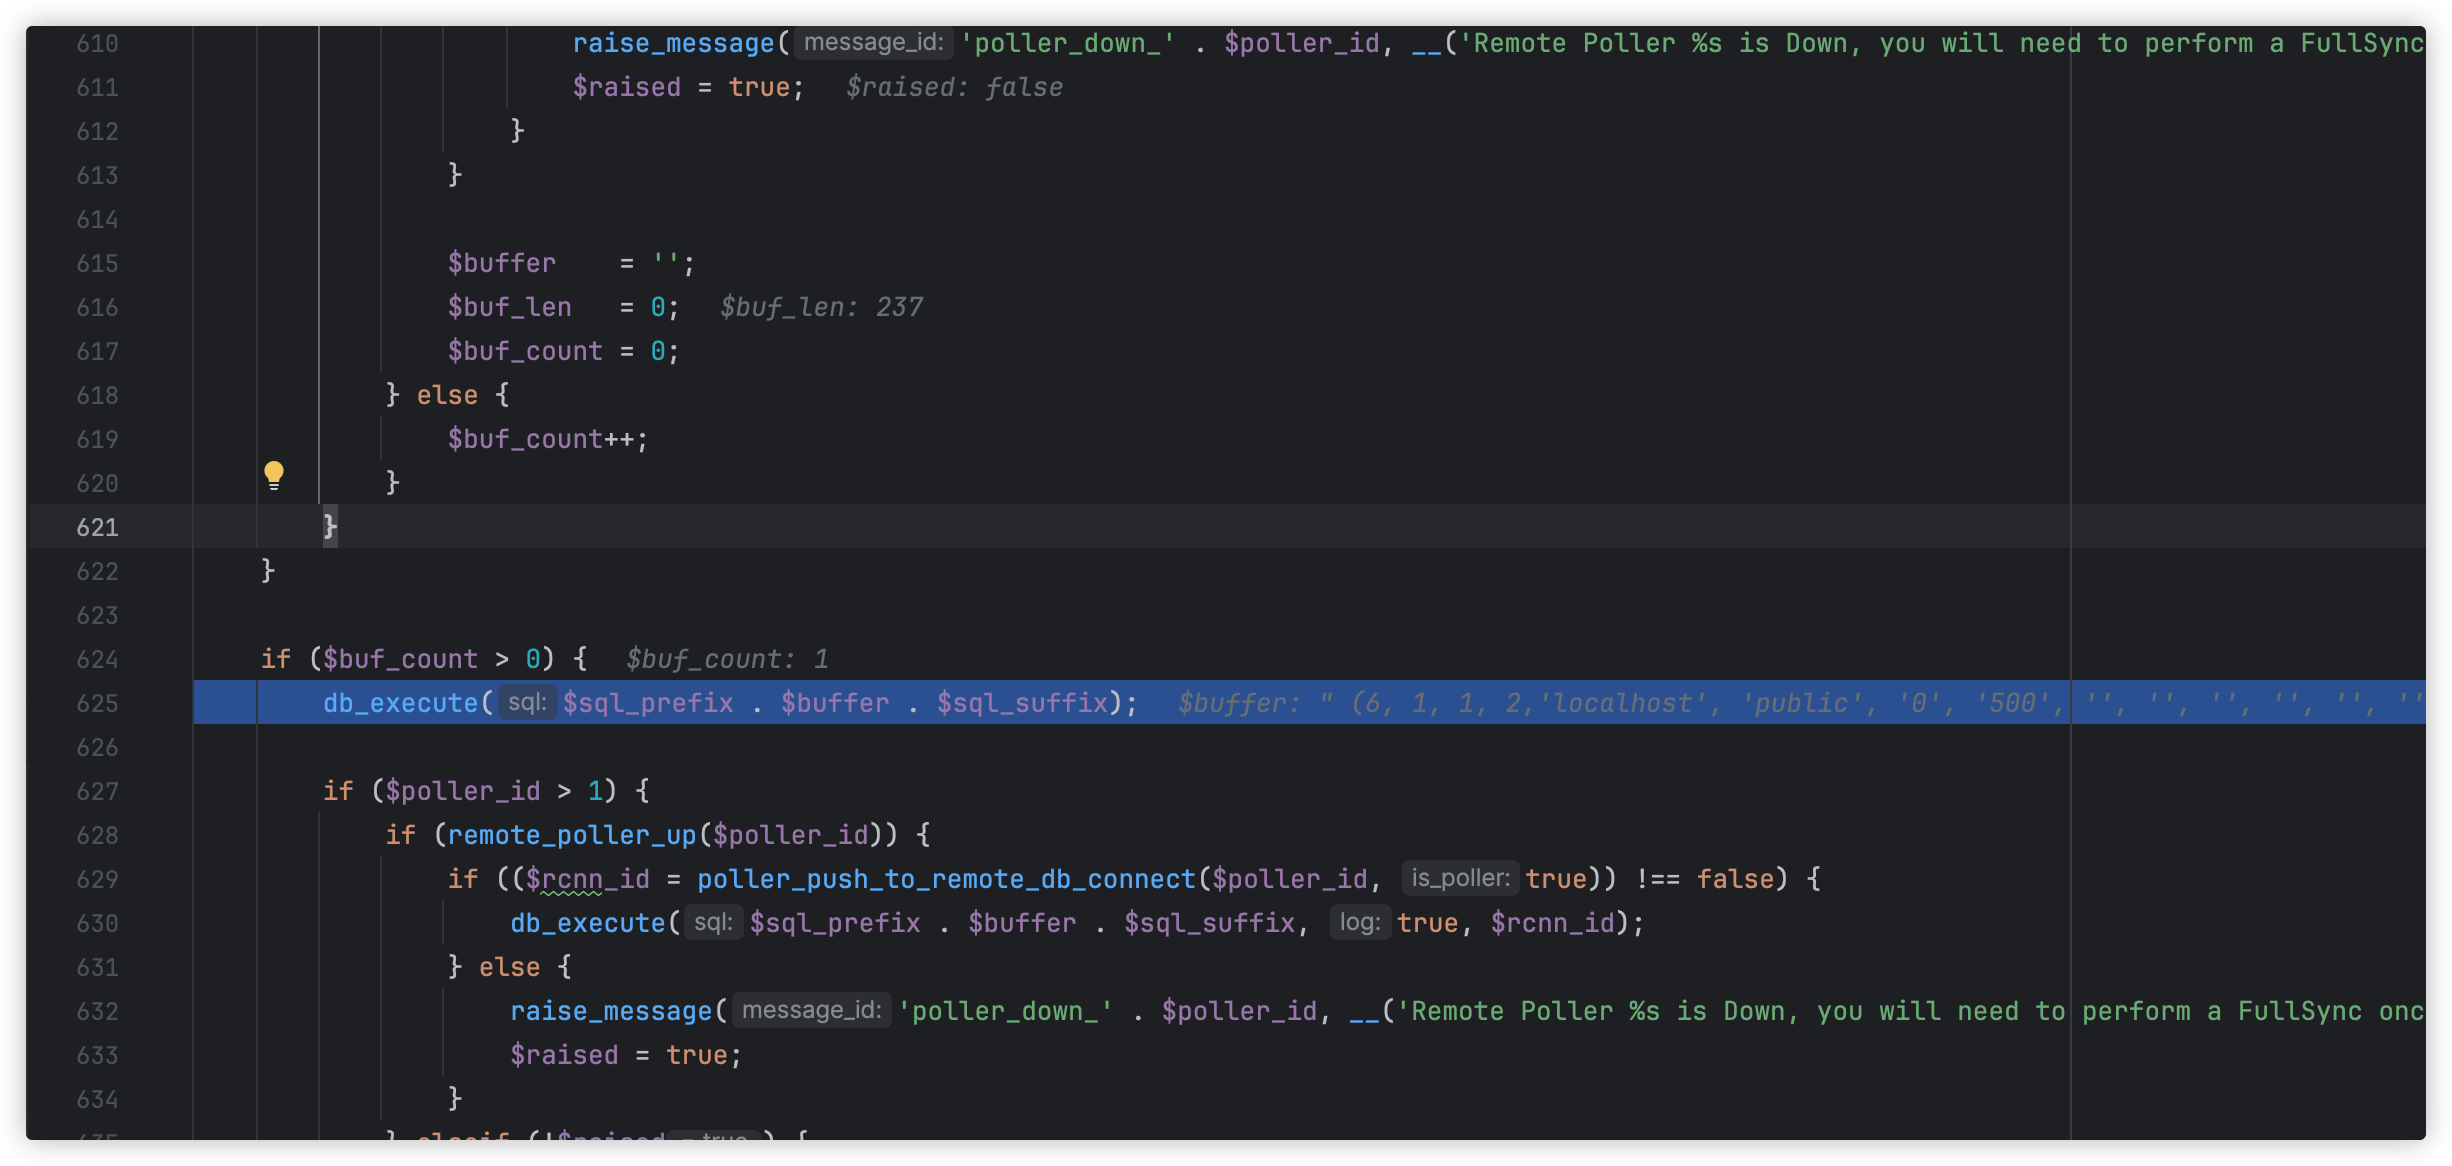 610 raise_message( message_id: 'poller_down_' . $poller_id, __('Remote Poller %s is Down, you will need to perform a FullSync
611 $raised = true; $raised: false
612 }
613 }
614
615 $buffer = '';
616 $buf_len = 0; $buf_len: 237
617 $buf_count = 0;
618 } else {
619 $buf_count++;
620 }
621 }
622 }
623
624 if ($buf_count > 0) { $buf_count: 1
625 db_execute( sql: $sql_prefix . $buffer . $sql_suffix); $buffer: " (6, 1, 1, 2,'localhost', 'public', '0', '500', '', '', '', '', '', ''
626
627 if ($poller_id > 1) {
628 if (remote_poller_up($poller_id)) {
629 if (($rcnn_id = poller_push_to_remote_db_connect($poller_id, is_poller: true)) !== false) {
630 db_execute( sql: $sql_prefix . $buffer . $sql_suffix, log: true, $rcnn_id);
631 } else {
632 raise_message( message_id: 'poller_down_' . $poller_id, __('Remote Poller %s is Down, you will need to perform a FullSync onc
633 $raised = true;
634 }
635 } elseif (!$raised = true ) {